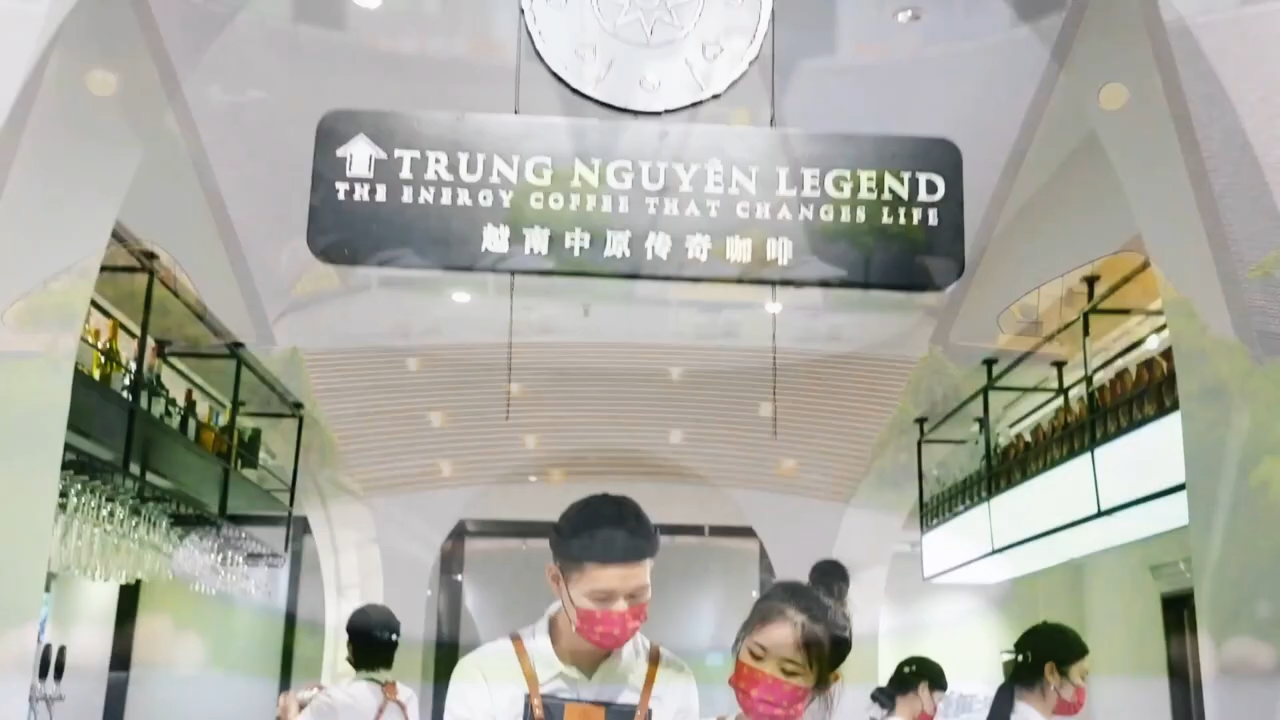 TRUNG NGUYÊN LEGEND
THE ENERGY COFFEE THAT CHANGES LIFE
越南中原传奇咖啡